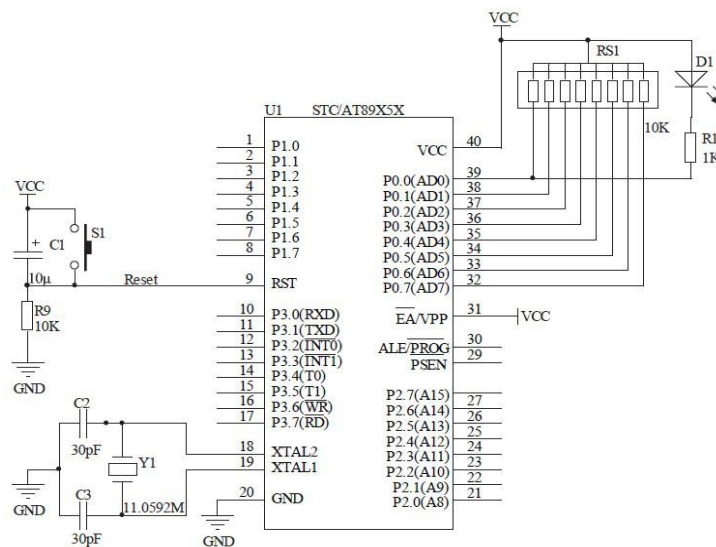 VCC
RS1
D1
10K
R1
1K
U1
STC/AT89X5X
1 P1.0
2 P1.1
3 P1.2
4 P1.3
5 P1.4
6 P1.5
7 P1.6
8 P1.7
9 RST
10 P3.0(RXD)
11 P3.1(TXD)
12 P3.2(INT0)
13 P3.3(INT1)
14 P3.4(T0)
15 P3.5(T1)
16 P3.6(WR)
17 P3.7(RD)
18 XTAL2
19 XTAL1
20 GND
VCC 40
P0.0(AD0) 39
P0.1(AD1) 38
P0.2(AD2) 37
P0.3(AD3) 36
P0.4(AD4) 35
P0.5(AD5) 34
P0.6(AD6) 33
P0.7(AD7) 32
EA/VPP 31
VCC
ALE/PROG 30
PSEN 29
P2.7(A15)
P2.6(A14) 27
P2.5(A13) 26
P2.4(A12) 25
P2.3(A11) 24
P2.2(A10) 23
P2.1(A9) 22
P2.0(A8) 21
VCC
+
C1
S1
10μ
Reset
R9
10K
GND
C2
30pF
Y1
C3
11.0592M
30pF
GND
GND